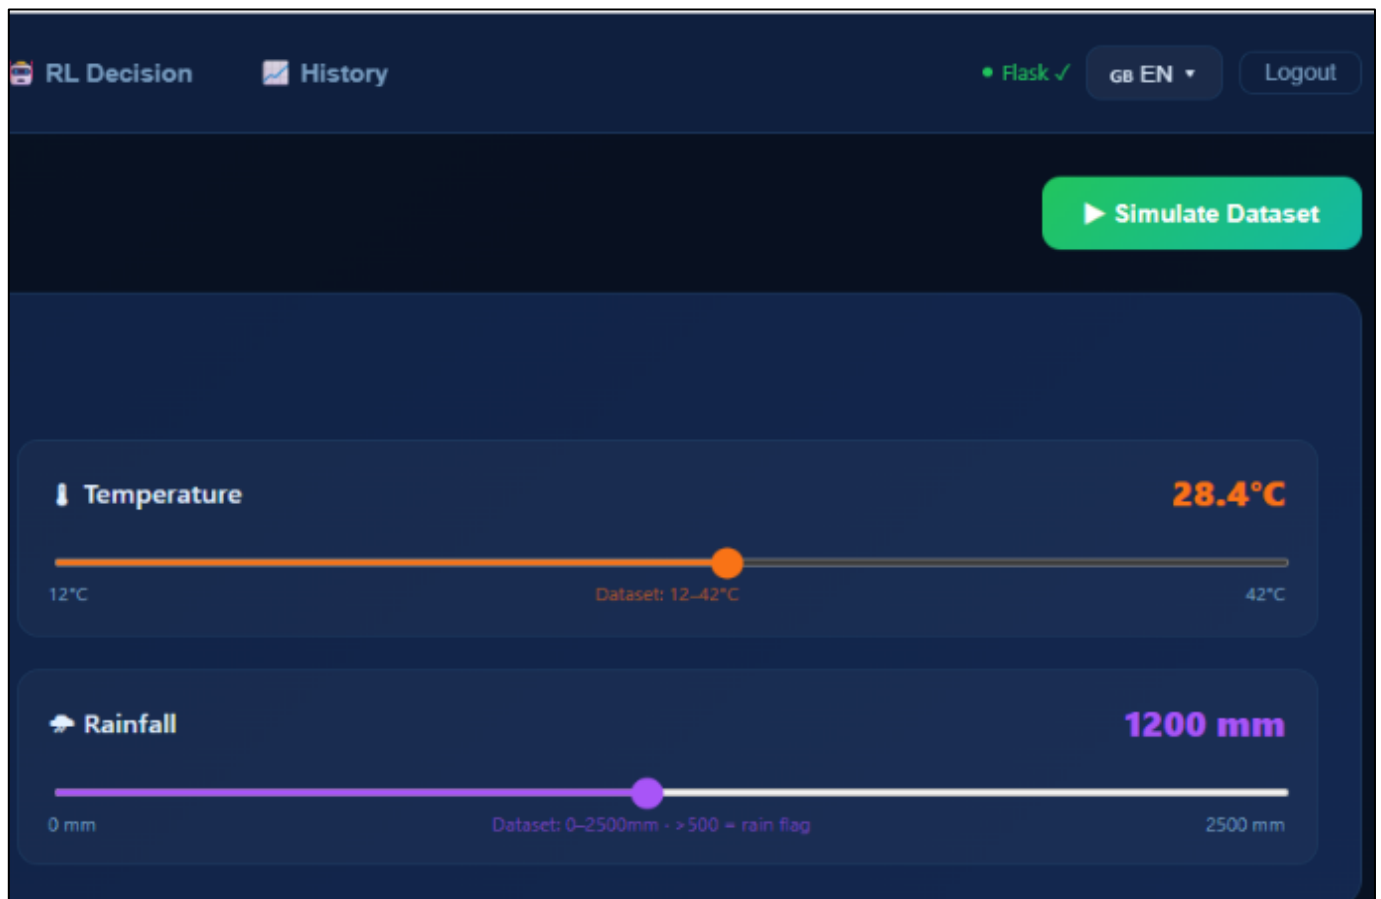 RL Decision History Flask ✓ GB EN ▾ Logout
▶ Simulate Dataset
Temperature 28.4°C
12°C Dataset: 12–42°C 42°C
Rainfall 1200 mm
0 mm Dataset: 0–2500mm · >500 = rain flag 2500 mm